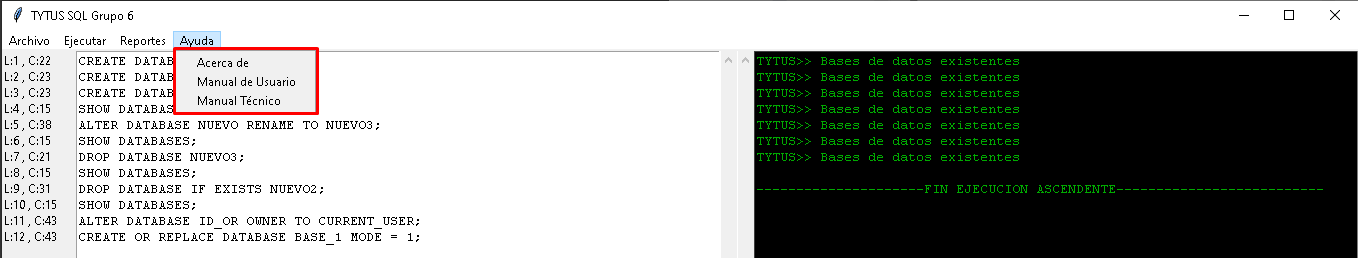 TYTUS SQL Grupo 6
Archivo Ejecutar Reportes Ayuda
Acerca de
Manual de Usuario
Manual Técnico
L:1 , C:22 CREATE DATAB
L:2 , C:23 CREATE DATAB
L:3 , C:23 CREATE DATAB
L:4 , C:15 SHOW DATABAS
L:5 , C:38 ALTER DATABASE NUEVO RENAME TO NUEVO3;
L:6 , C:15 SHOW DATABASES;
L:7 , C:21 DROP DATABASE NUEVO3;
L:8 , C:15 SHOW DATABASES;
L:9 , C:31 DROP DATABASE IF EXISTS NUEVO2;
L:10 , C:15 SHOW DATABASES;
L:11 , C:43 ALTER DATABASE ID_OR OWNER TO CURRENT_USER;
L:12 , C:43 CREATE OR REPLACE DATABASE BASE_1 MODE = 1;
TYTUS>> Bases de datos existentes
TYTUS>> Bases de datos existentes
TYTUS>> Bases de datos existentes
TYTUS>> Bases de datos existentes
TYTUS>> Bases de datos existentes
TYTUS>> Bases de datos existentes
TYTUS>> Bases de datos existentes
---------------------FIN EJECUCION ASCENDENTE--------------------------